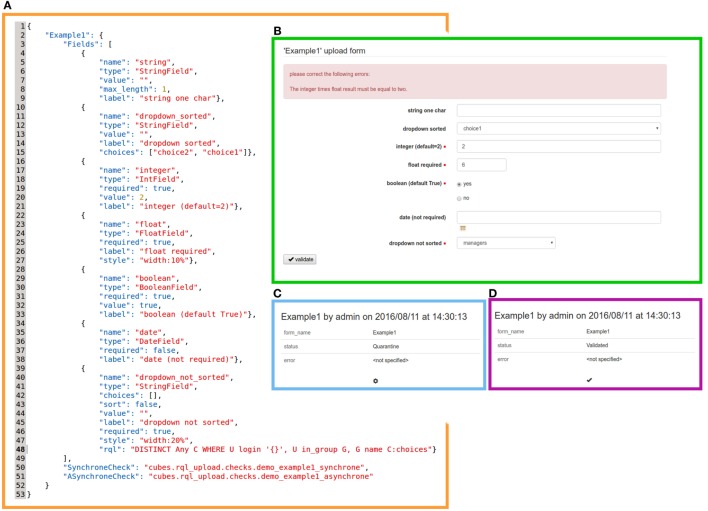 A
1 {
2 "Example1": {
3 "Fields": [
4 {
5 "name": "string",
6 "type": "StringField",
7 "value": "",
8 "max_length": 1,
9 "label": "string one char"},
10 {
11 "name": "dropdown_sorted",
12 "type": "StringField",
13 "value": "",
14 "label": "dropdown sorted",
15 "choices": ["choice2", "choice1"]},
16 {
17 "name": "integer",
18 "type": "IntField",
19 "required": true,
20 "value": 2,
21 "label": "integer (default=2)"},
22 {
23 "name": "float",
24 "type": "FloatField",
25 "required": true,
26 "label": "float required",
27 "style": "width:10%"},
28 {
29 "name": "boolean",
30 "type": "BooleanField",
31 "required": true,
32 "value": true,
33 "label": "boolean (default True)"},
34 {
35 "name": "date",
36 "type": "DateField",
37 "required": false,
38 "label": "date (not required)"},
39 {
40 "name": "dropdown_not_sorted",
41 "type": "StringField",
42 "choices": [],
43 "sort": false,
44 "value": "",
45 "label": "dropdown not sorted",
46 "required": true,
47 "style": "width:20%",
48 "rql": "DISTINCT Any C WHERE U login '{}', U in_group G, G name C:choices"}
49 ],
50 "SynchroneCheck": "cubes.rql_upload.checks.demo_example1_synchrone",
51 "ASynchroneCheck": "cubes.rql_upload.checks.demo_example1_asynchrone"
52 }
53 }
B
'Example1' upload form
please correct the following errors:
The integer times float result must be equal to two.
string one char
dropdown sorted choice1
integer (default=2) • 2
float required • 6
boolean (default True) • yes
no
date (not required)
dropdown not sorted • managers
✔ validate
C
Example1 by admin on 2016/08/11 at 14:30:13
form_name Example1
status Quarantine
error <not specified>
D
Example1 by admin on 2016/08/11 at 14:30:13
form_name Example1
status Validated
error <not specified>
✔